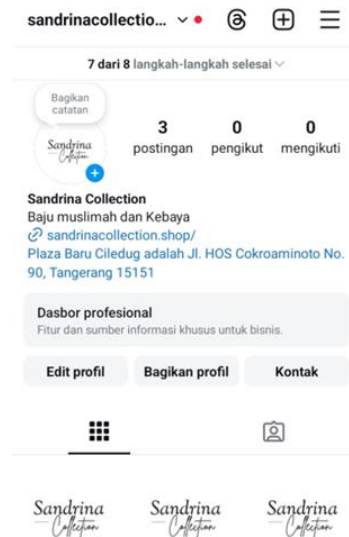 sandrinacollectio...
7 dari 8 langkah-langkah selesai
Bagikan
catatan
Sandrina
Collection
3
0
0
postingan
pengikut
mengikuti
Sandrina Collection
Baju muslimah dan Kebaya
sandrinacollection.shop/
Plaza Baru Ciledug adalah Jl. HOS Cokroaminoto No.
90, Tangerang 15151
Dasbor profesional
Fitur dan sumber informasi khusus untuk bisnis.
Edit profil
Bagikan profil
Kontak
Sandrina
Collection
Sandrina
Collection
Sandrina
Collection